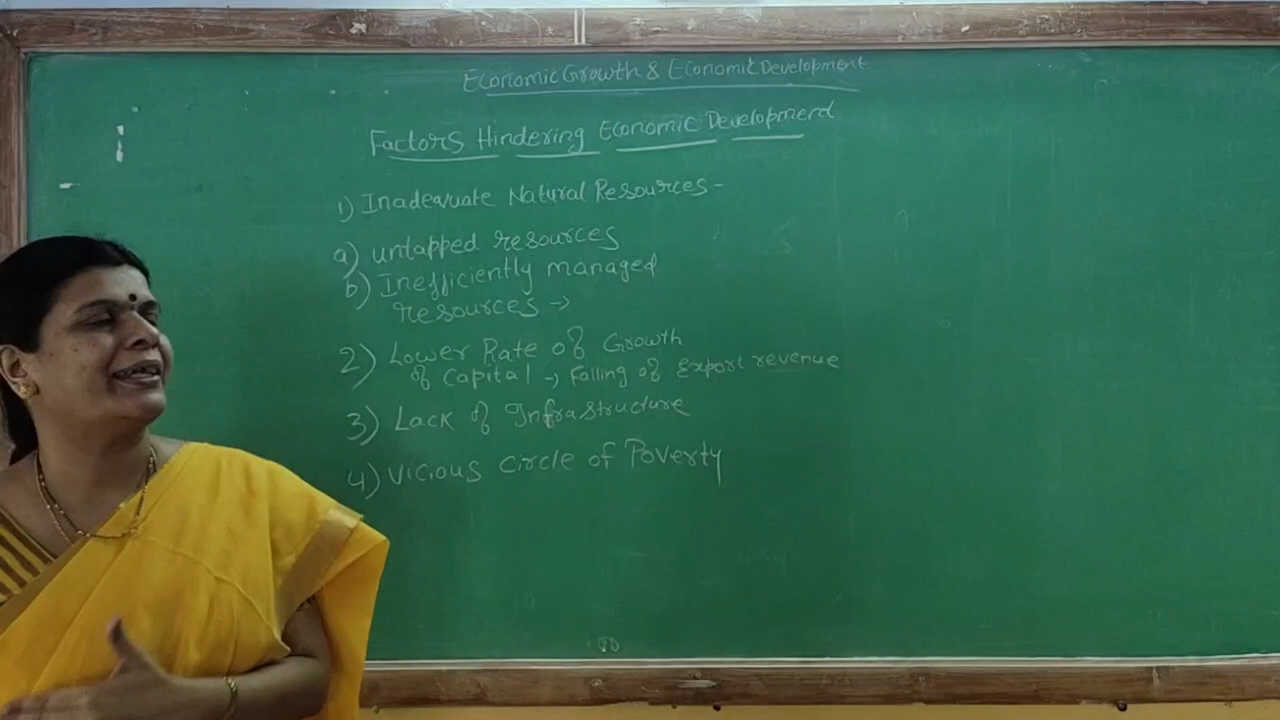 Economic Growth & Economic Development
Factors Hindering Economic Development
1) Inadequate Natural Resources -
a) untapped resources
b) Inefficiently managed
resources →
2) Lower Rate of Growth
of Capital → Falling of Export revenue
3) Lack of Infrastructure
4) Vicious Circle of Poverty